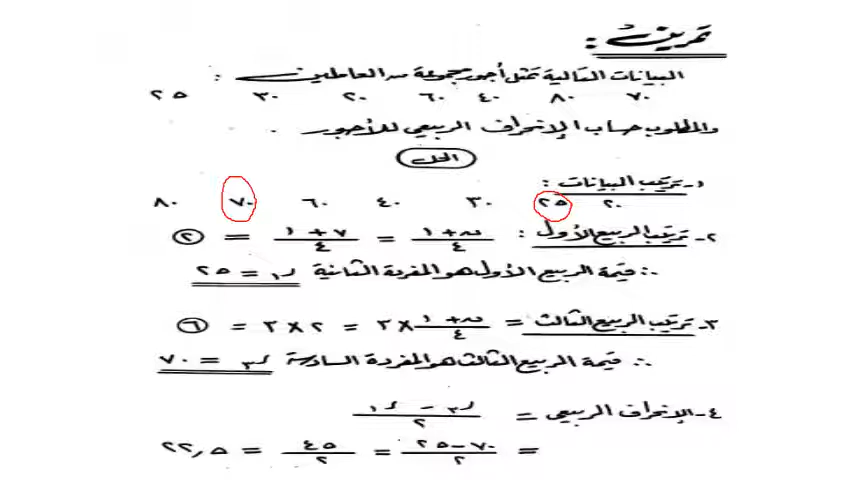 تمرين :
البيانات التالية تمثل أجور مجموعة من العاملين :
٧٠ ٨٠ ٤٠ ٦٠ ٢٠ ٣٠ ٢٥
والمطلوب حساب الانحراف الربيعي للأجور .
الحل
١- ترتيب البيانات :
٢٠ ٢٥ ٣٠ ٤٠ ٦٠ ٧٠ ٨٠
٢- ترتيب الربيع الأول : ن+١/٤ = ٧+١/٤ = ٢
∴ قيمة الربيع الأول هو المفردة الثانية ر١ = ٢٥
٣- ترتيب الربيع الثالث = ن+١/٤ × ٣ = ٢ × ٣ = ٦
∴ قيمة الربيع الثالث هو المفردة السادسة ر٣ = ٧٠
٤- الانحراف الربيعي = ر٣ - ر١/٢
= ٧٠-٢٥/٢ = ٤٥/٢ = ٢٢,٥